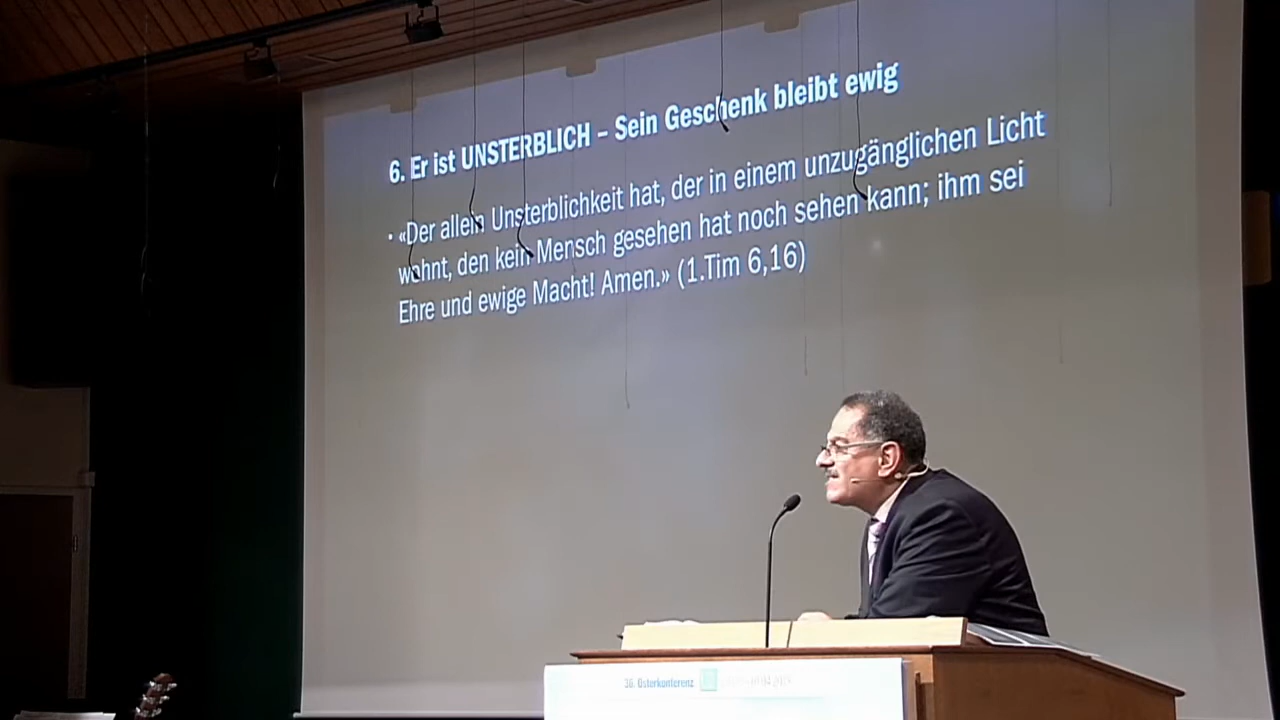 6. Er ist UNSTERBLICH – Sein Geschenk bleibt ewig
• «Der allein Unsterblichkeit hat, der in einem unzugänglichen Licht
wohnt, den kein Mensch gesehen hat noch sehen kann; ihm sei
Ehre und ewige Macht! Amen.» (1.Tim 6,16)
36. Osterkonferenz